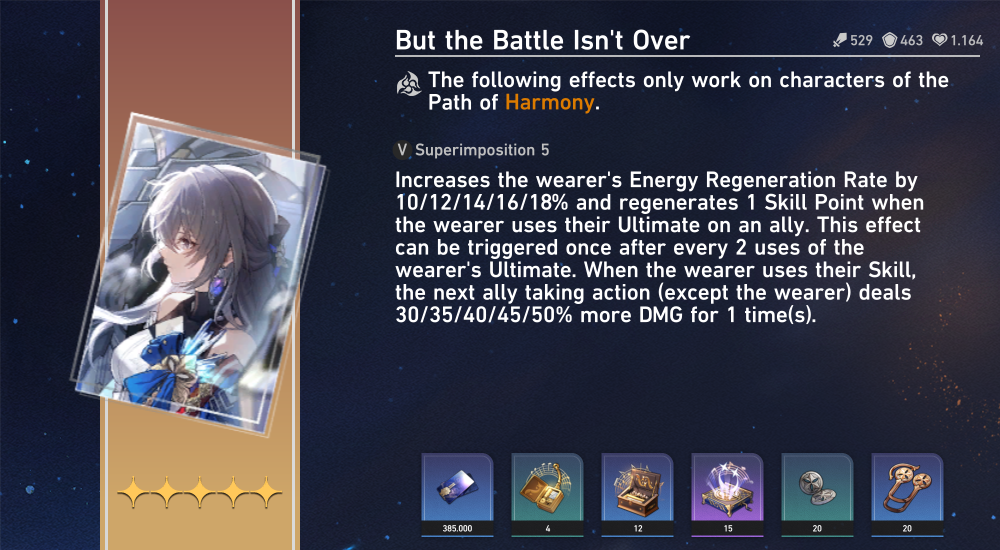 But the Battle Isn't Over
529 463 1.164
The following effects only work on characters of the
Path of Harmony.
V Superimposition 5
Increases the wearer's Energy Regeneration Rate by
10/12/14/16/18% and regenerates 1 Skill Point when
the wearer uses their Ultimate on an ally. This effect
can be triggered once after every 2 uses of the
wearer's Ultimate. When the wearer uses their Skill,
the next ally taking action (except the wearer) deals
30/35/40/45/50% more DMG for 1 time(s).
385.000 4 12 15 20 20